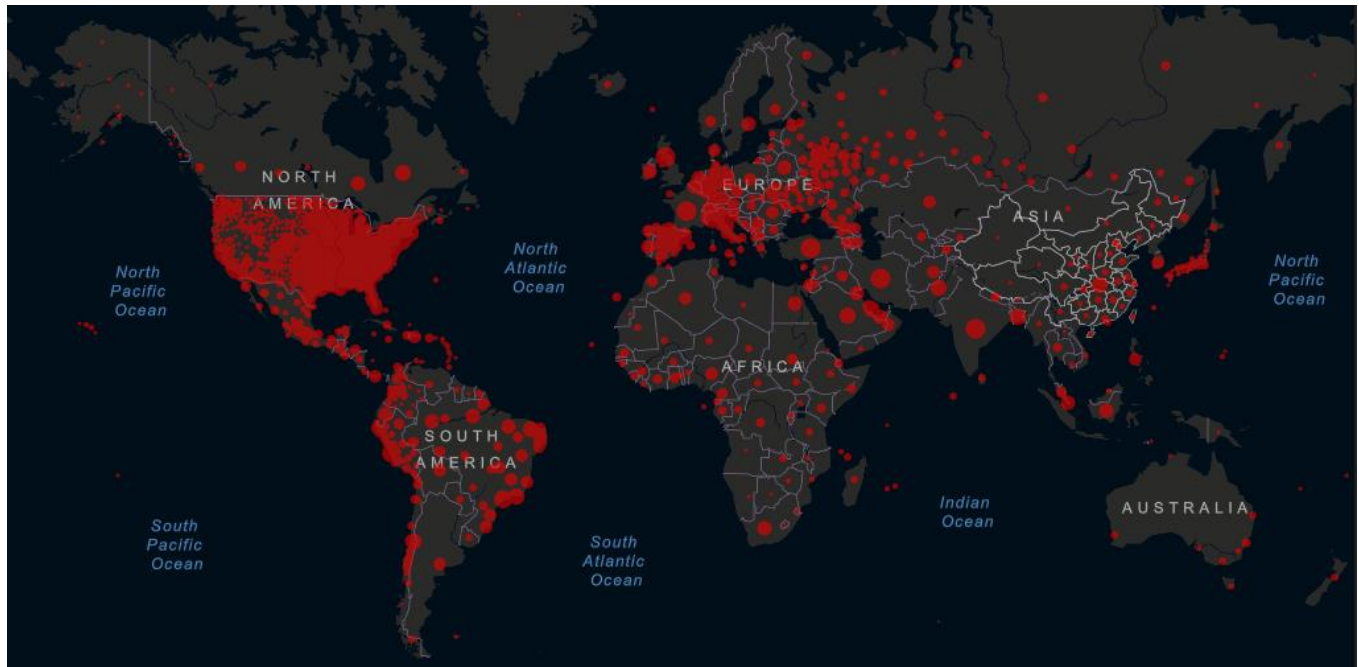 NORTH
AMERICA
EUROPE
ASIA
North
Pacific
Ocean
North
Atlantic
Ocean
North
Pacific
Ocean
AFRICA
SOUTH
AMERICA
South
Pacific
Ocean
South
Atlantic
Ocean
Indian
Ocean
AUSTRALIA